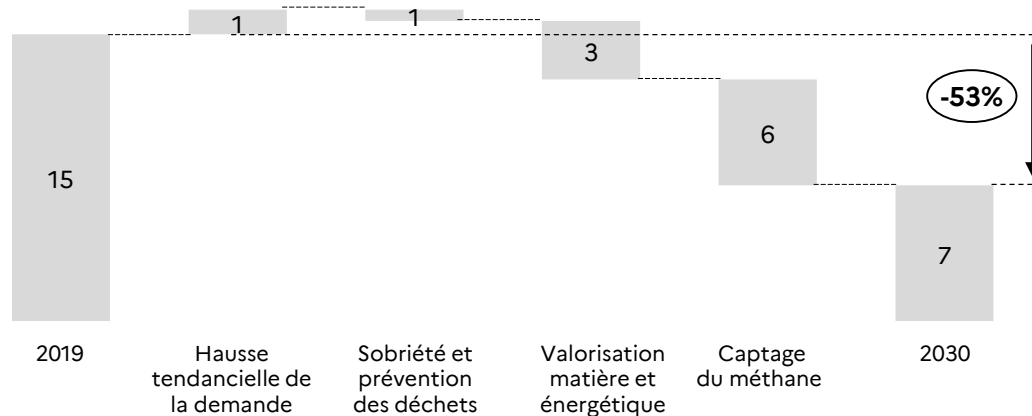 1
1
3
-53%
6
15
7
2019
Hausse
tendancielle de
la demande
Sobriété et
prévention
des déchets
Valorisation
matière et
énergétique
Captage
du méthane
2030